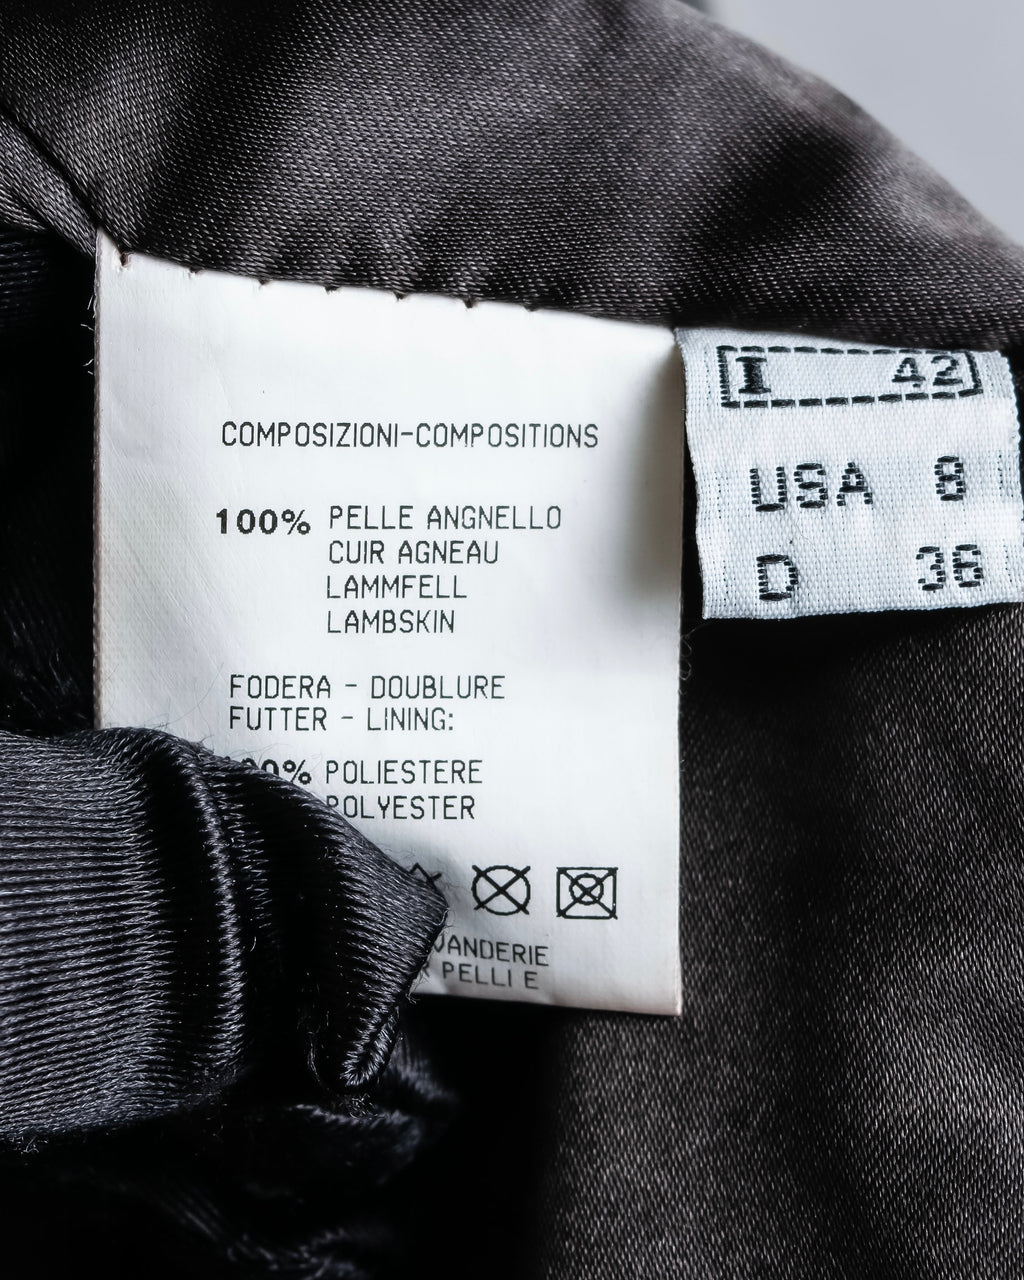 COMPOSIZIONI-COMPOSITIONS
100% PELLE ANGNELLO
CUIR AGNEAU
LAMMFELL
LAMBSKIN
FODERA - DOUBLURE
FUTTER - LINING:
POLIESTERE
POLYESTER
PELLI E
I 42
USA 8
D 36